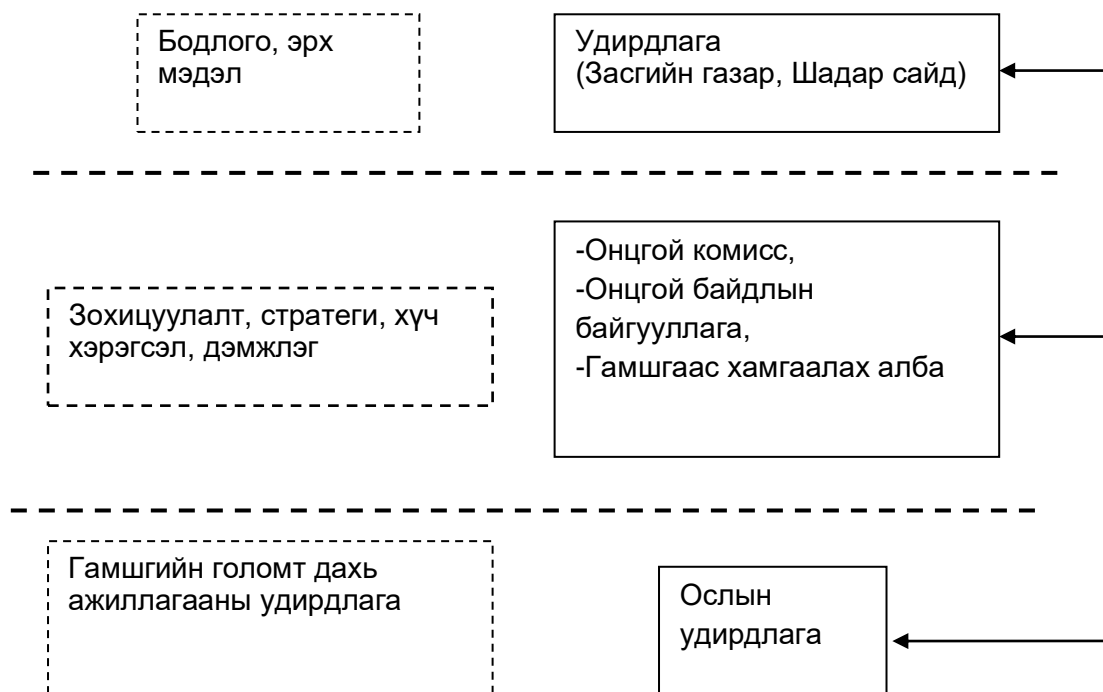 Бодлого, эрх
мэдэл
Удирдлага
(Засгийн газар, Шадар сайд)
Зохицуулалт, стратеги, хүч
хэрэгсэл, дэмжлэг
-Онцгой комисс,
-Онцгой байдлын
байгууллага,
-Гамшгаас хамгаалах алба
Гамшгийн голомт дахь
ажиллагааны удирдлага
Ослын
удирдлага